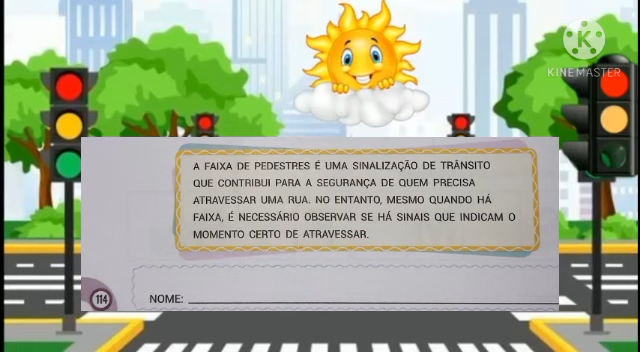 KINEMASTER
A FAIXA DE PEDESTRES É UMA SINALIZAÇÃO DE TRÂNSITO
QUE CONTRIBUI PARA A SEGURANÇA DE QUEM PRECISA
ATRAVESSAR UMA RUA. NO ENTANTO, MESMO QUANDO HÁ
FAIXA, É NECESSÁRIO OBSERVAR SE HÁ SINAIS QUE INDICAM O
MOMENTO CERTO DE ATRAVESSAR.
114
NOME: